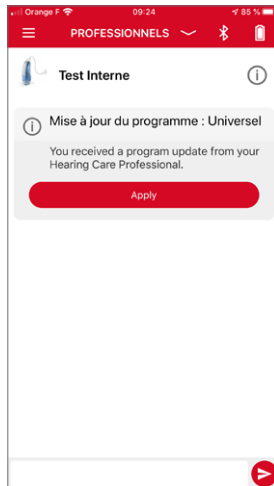 Orange F 09:24 85 %
PROFESSIONNELS
Test Interne
Mise à jour du programme : Universel
You received a program update from your
Hearing Care Professional.
Apply